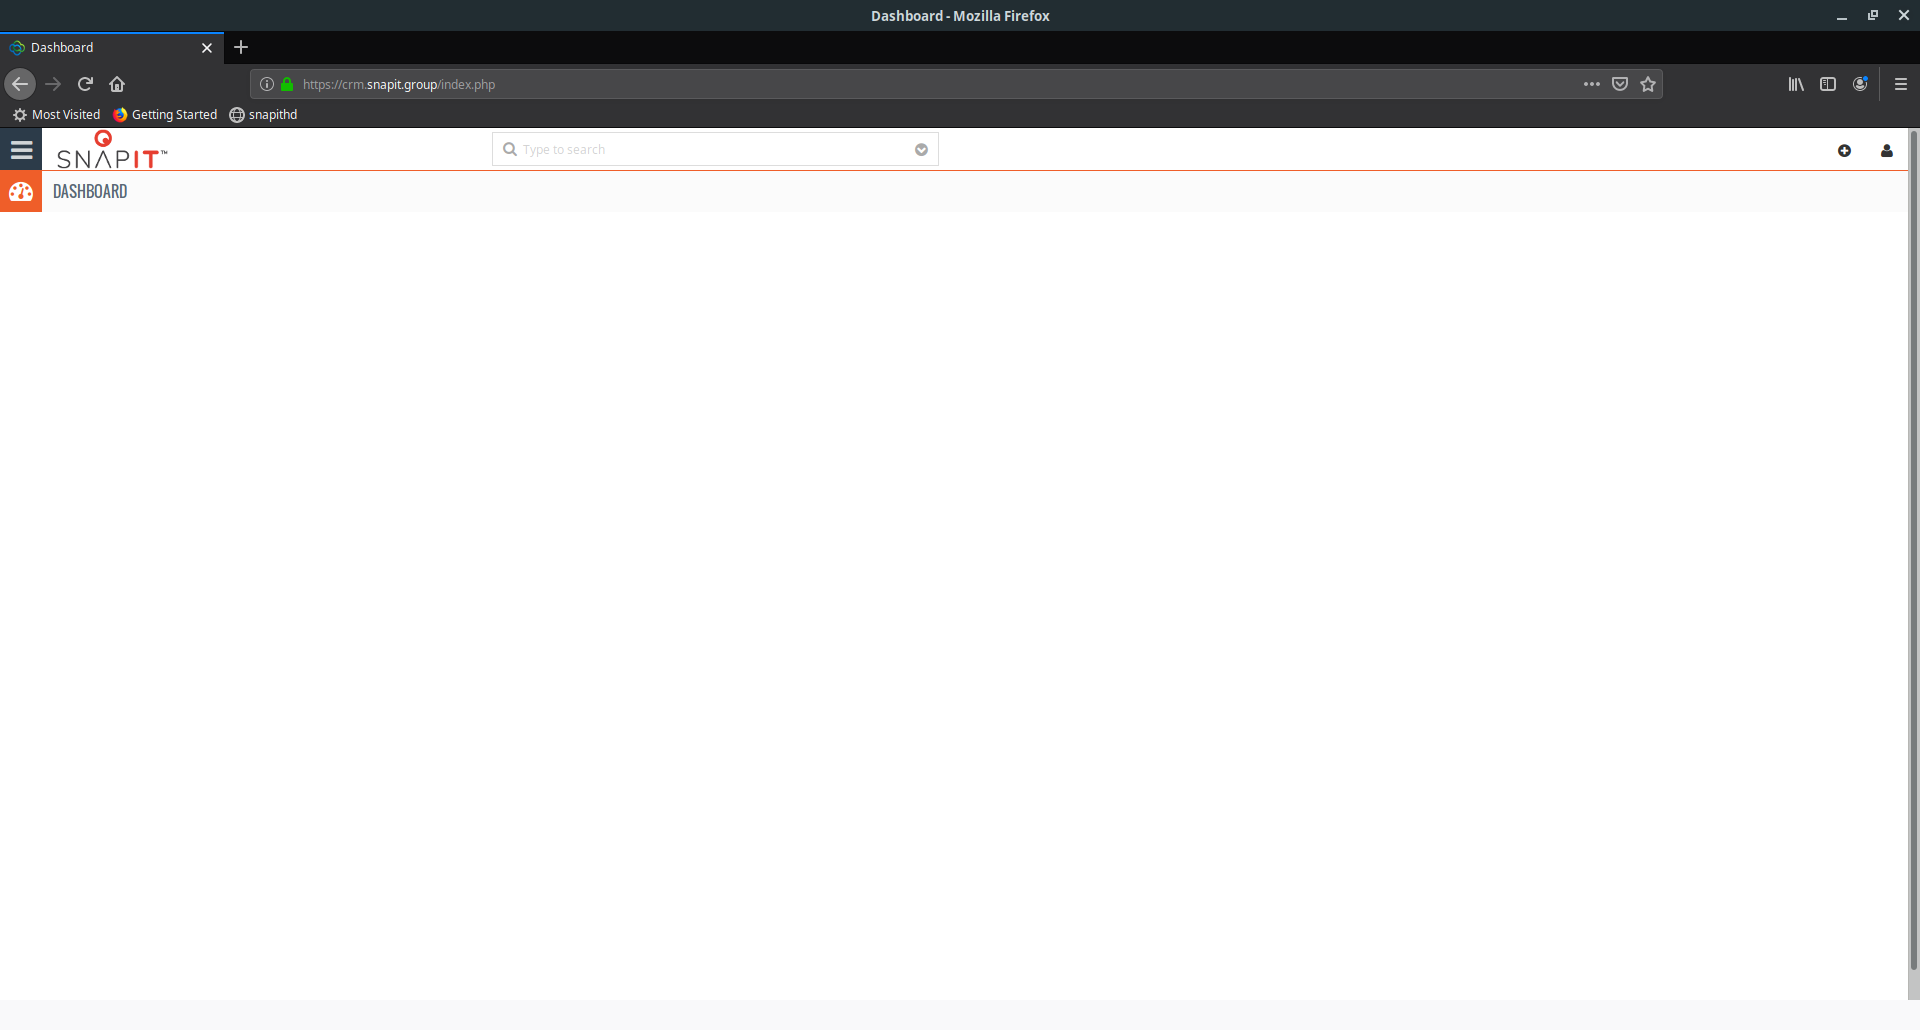 Dashboard - Mozilla Firefox
Dashboard
https://crm.snapit.group/index.php
Most Visited
Getting Started
snapithd
SNAPIT™
Type to search
DASHBOARD